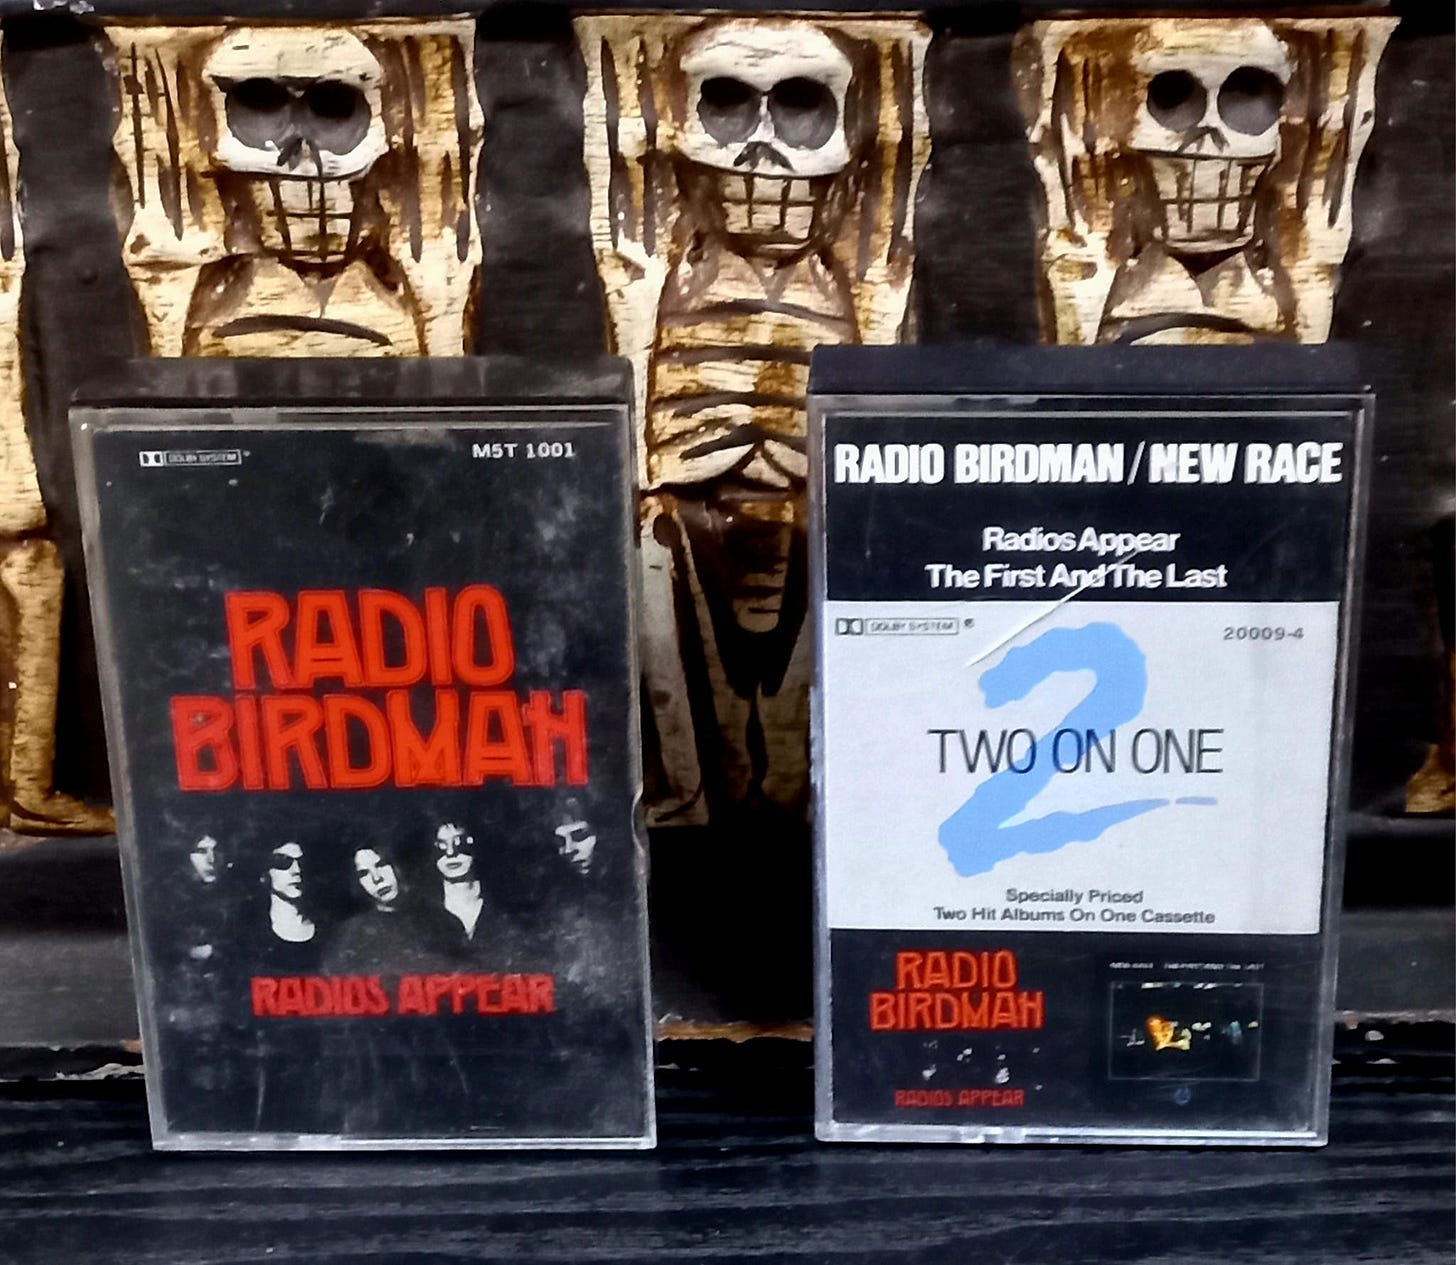 DOLBY SYSTEM
MST 1001
RADIO
BIRDMAN
RADIOS APPEAR
RADIO BIRDMAN / NEW RACE
Radios Appear
The First And The Last
DOLBY SYSTEM ®
20009-4
2
TWO ON ONE
Specially Priced
Two Hit Albums On One Cassette
RADIO
BIRDMAN
RADIOS APPEAR